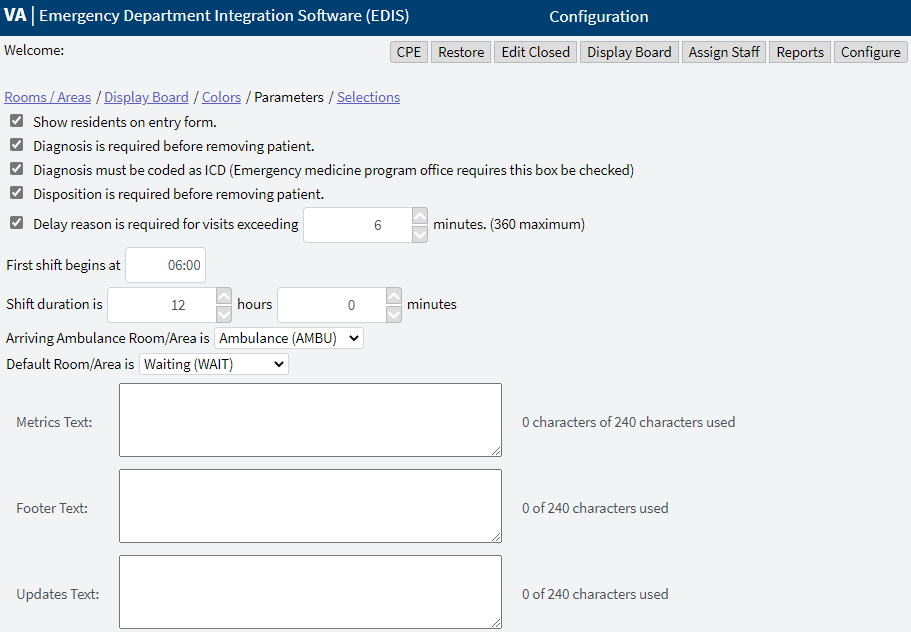 VA | Emergency Department Integration Software (EDIS) Configuration
Welcome: CPE Restore Edit Closed Display Board Assign Staff Reports Configure
Rooms / Areas / Display Board / Colors / Parameters / Selections
Show residents on entry form.
Diagnosis is required before removing patient.
Diagnosis must be coded as ICD (Emergency medicine program office requires this box be checked)
Disposition is required before removing patient.
Delay reason is required for visits exceeding 6 minutes. (360 maximum)
First shift begins at 06:00
Shift duration is 12 hours 0 minutes
Arriving Ambulance Room/Area is Ambulance (AMBU)
Default Room/Area is Waiting (WAIT)
Metrics Text: 0 characters of 240 characters used
Footer Text: 0 of 240 characters used
Updates Text: 0 of 240 characters used